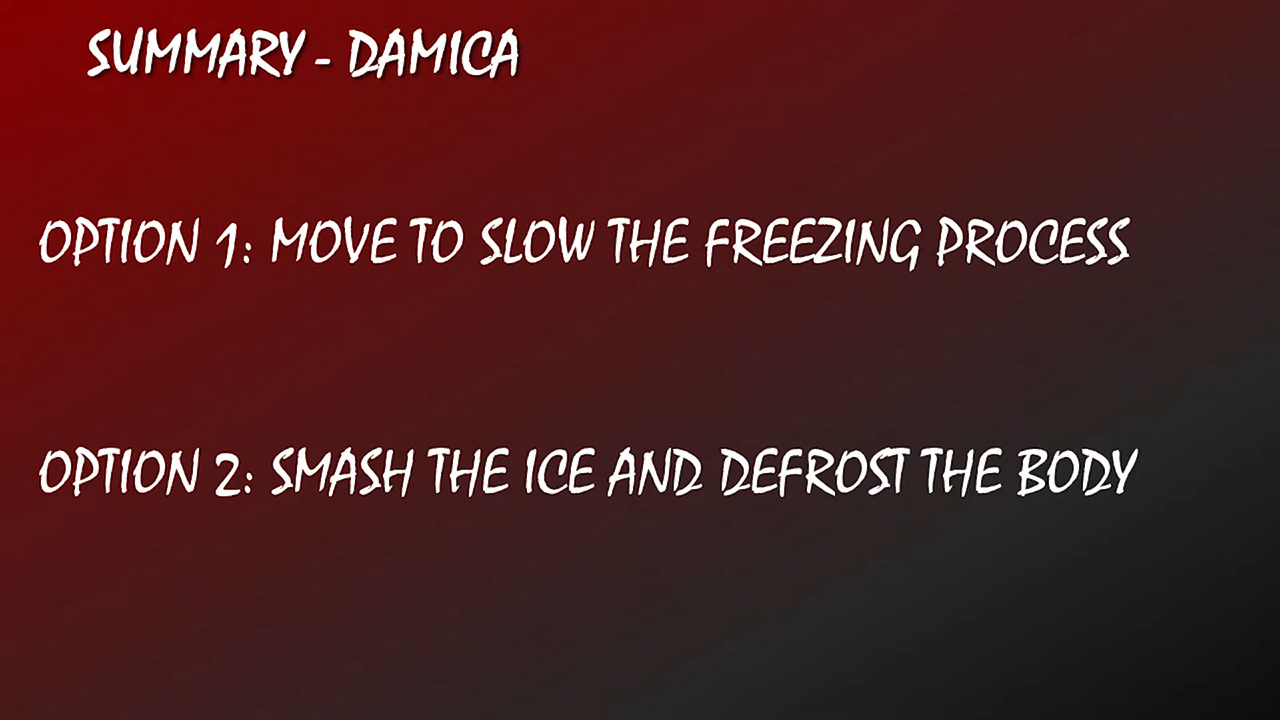 SUMMARY - DAMICA
OPTION 1: MOVE TO SLOW THE FREEZING PROCESS
OPTION 2: SMASH THE ICE AND DEFROST THE BODY